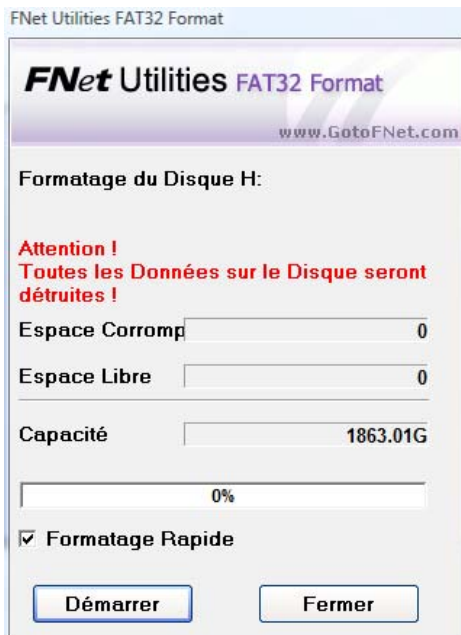 FNet Utilities FAT32 Format
FNet Utilities FAT32 Format
www.GotoFNet.com
Formatage du Disque H:
Attention !
Toutes les Données sur le Disque seront
détruites !
Espace Corromp 0
Espace Libre 0
Capacité 1863.01G
0%
Formatage Rapide
Démarrer Fermer